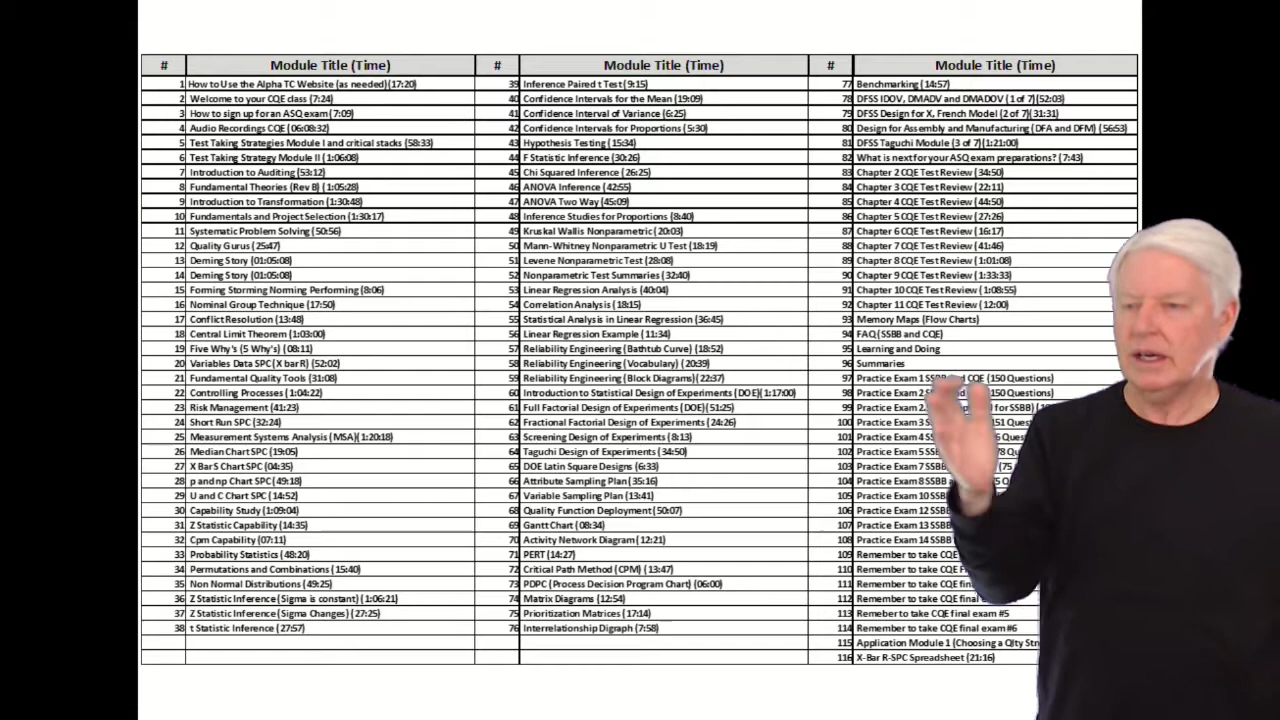 # Module Title (Time) # Module Title (Time) # Module Title (Time)
1 How to Use the Alpha TC Website (as needed)(17:20) 39 Inference Paired t Test (9:15) 77 Benchmarking (14:57)
2 Welcome to your CQE class (7:24) 40 Confidence Intervals for the Mean (19:09) 78 DFSS IDOV, DMADV and DMADOV (1 of 7)(52:03)
3 How to sign up for an ASQ exam (7:09) 41 Confidence Interval of Variance (6:25) 79 DFSS Design for X, French Model (2 of 7)(31:31)
4 Audio Recordings CQE (06:08:32) 42 Confidence Intervals for Proportions (5:30) 80 Design for Assembly and Manufacturing (DFA and DFM) (56:53)
5 Test Taking Strategies Module I and critical stacks (58:33) 43 Hypothesis Testing (15:34) 81 DFSS Taguchi Module (3 of 7)(1:21:00)
6 Test Taking Strategy Module II (1:06:08) 44 F Statistic Inference (30:26) 82 What is next for your ASQ exam preparations? (7:43)
7 Introduction to Auditing (53:12) 45 Chi Squared Inference (26:25) 83 Chapter 2 CQE Test Review (34:50)
8 Fundamental Theories (Rev B) (1:05:28) 46 ANOVA Inference (42:55) 84 Chapter 3 CQE Test Review (22:11)
9 Introduction to Transformation (1:30:48) 47 ANOVA Two Way (45:09) 85 Chapter 4 CQE Test Review (44:50)
10 Fundamentals and Project Selection (1:30:17) 48 Inference Studies for Proportions (8:40) 86 Chapter 5 CQE Test Review (27:26)
11 Systematic Problem Solving (50:56) 49 Kruskal Wallis Nonparametric (20:03) 87 Chapter 6 CQE Test Review (16:17)
12 Quality Gurus (25:47) 50 Mann-Whitney Nonparametric U Test (18:19) 88 Chapter 7 CQE Test Review (41:46)
13 Deming Story (01:05:08) 51 Levene Nonparametric Test (28:08) 89 Chapter 8 CQE Test Review (1:01:08)
14 Deming Story (01:05:08) 52 Nonparametric Test Summaries (32:40) 90 Chapter 9 CQE Test Review (1:33:33)
15 Forming Storming Norming Performing (8:06) 53 Linear Regression Analysis (40:04) 91 Chapter 10 CQE Test Review (1:08:55)
16 Nominal Group Technique (17:50) 54 Correlation Analysis (18:15) 92 Chapter 11 CQE Test Review (12:00)
17 Conflict Resolution (13:48) 55 Statistical Analysis in Linear Regression (36:45) 93 Memory Maps (Flow Charts)
18 Central Limit Theorem (1:03:00) 56 Linear Regression Example (11:34) 94 FAQ (SSBB and CQE)
19 Five Why's (5 Why's) (08:11) 57 Reliability Engineering (Bathtub Curve) (18:52) 95 Learning and Doing
20 Variables Data SPC(X bar R) (52:02) 58 Reliability Engineering (Vocabulary) (20:39) 96 Summaries
21 Fundamental Quality Tools (31:08) 59 Reliability Engineering (Block Diagrams) (22:37) 97 Practice Exam 1 SSBB and CQE (150 Questions)
22 Controlling Processes (1:04:22) 60 Introduction to Statistical Design of Experiments (DOE)(1:17:00) 98 Practice Exam 2 (150 Questions)
23 Risk Management (41:23) 61 Full Factorial Design of Experiments (DOE)(51:25) 99 Practice Exam 2 for SSBB)
24 Short Run SPC (32:24) 62 Fractional Factorial Design of Experiments (24:26) 100 Practice Exam 3
25 Measurement Systems Analysis (MSA)(1:20:18) 63 Screening Design of Experiments (8:13) 101 Practice Exam 4
26 Median Chart SPC (19:05) 64 Taguchi Design of Experiments (34:50) 102 Practice Exam 5
27 X Bar S Chart SPC (04:35) 65 DOE Latin Square Designs (6:33) 103 Practice Exam 7 SSBB
28 p and np Chart SPC (49:18) 66 Attribute Sampling Plan (35:16) 104 Practice Exam 8 SSBB
29 U and C Chart SPC (14:52) 67 Variable Sampling Plan (13:41) 105 Practice Exam 10 SSBB
30 Capability Study (1:09:04) 68 Quality Function Deployment (50:07) 106 Practice Exam 12 SSBB
31 Z Statistic Capability (14:35) 69 Gantt Chart (08:34) 107 Practice Exam 13 SSBB
32 Cpm Capability (07:11) 70 Activity Network Diagram (12:21) 108 Practice Exam 14 SSBB
33 Probability Statistics (48:20) 71 PERT (14:27) 109 Remember to take CQE
34 Permutations and Combinations (15:40) 72 Critical Path Method (CPM) (13:47) 110 Remember to take CQE
35 Non Normal Distributions (49:25) 73 PDPC (Process Decision Program Chart) (06:00) 111 Remember to take CQE
36 Z Statistic Inference (Sigma is constant) (1:06:21) 74 Matrix Diagrams (12:54) 112 Remember to take CQE final
37 Z Statistic Inference (Sigma Changes) (27:25) 75 Prioritization Matrices (17:14) 113 Remeber to take CQE final exam #5
38 t Statistic Inference (27:57) 76 Interrelationship Digraph (7:58) 114 Remember to take CQE final exam #6
115 Application Module 1 (Choosing a Qlty
116 X-Bar R-SPC Spreadsheet (21:16)